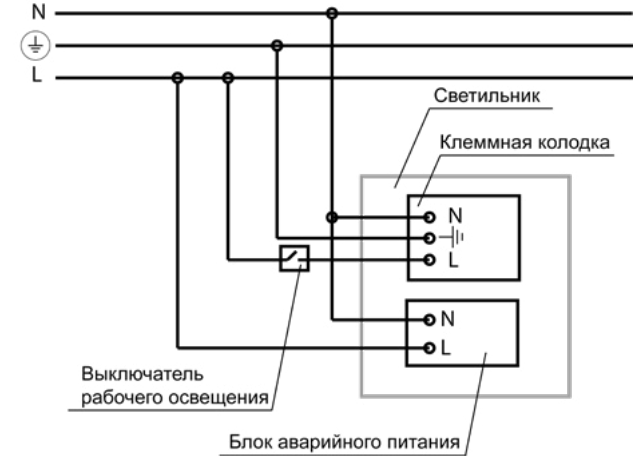 N
L
Светильник
Клеммная колодка
N
L
N
L
Выключатель
рабочего освещения
Блок аварийного питания